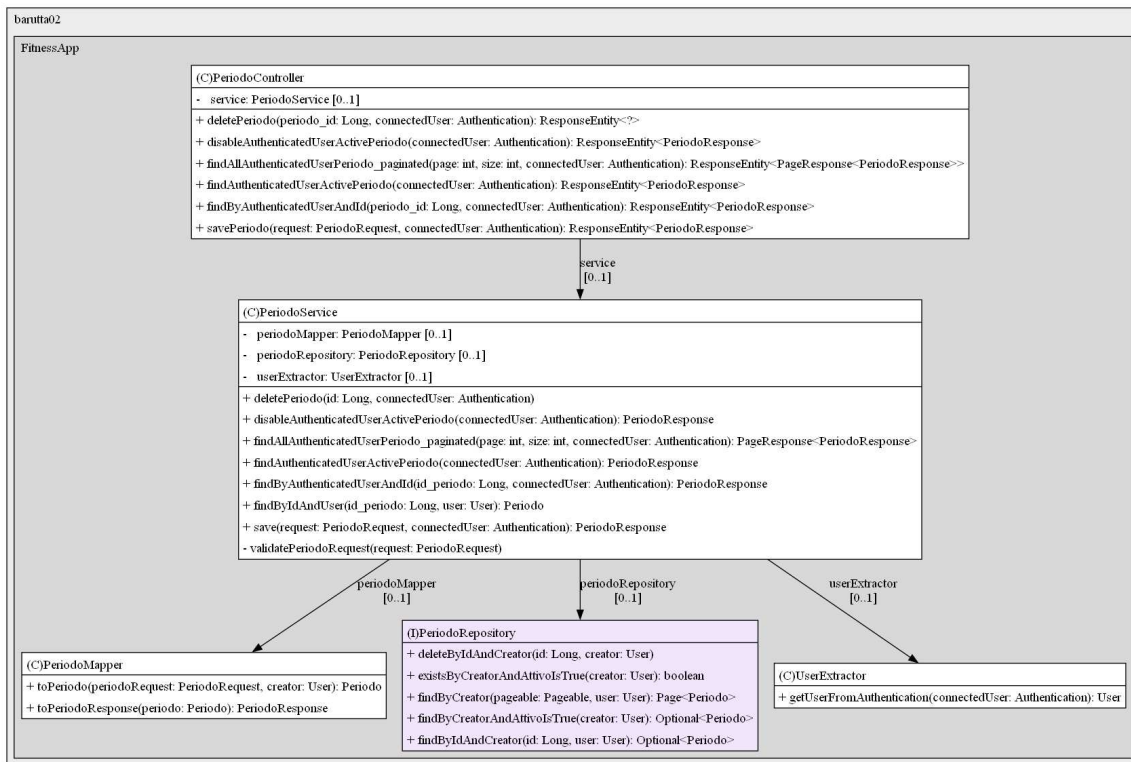 barutta02
FitnessApp
(C)PeriodoController
- service: PeriodoService [0..1]
+ deletePeriodo(periodo_id: Long, connectedUser: Authentication): ResponseEntity<?>
+ disableAuthenticatedUserActivePeriodo(connectedUser: Authentication): ResponseEntity<PeriodoResponse>
+ findAllAuthenticatedUserPeriodo_paginated(page: int, size: int, connectedUser: Authentication): ResponseEntity<PageResponse<PeriodoResponse>>
+ findAuthenticatedUserActivePeriodo(connectedUser: Authentication): ResponseEntity<PeriodoResponse>
+ findByAuthenticatedUserAndId(periodo_id: Long, connectedUser: Authentication): ResponseEntity<PeriodoResponse>
+ savePeriodo(request: PeriodoRequest, connectedUser: Authentication): ResponseEntity<PeriodoResponse>
service
[0..1]
(C)PeriodoService
- periodoMapper: PeriodoMapper [0..1]
- periodoRepository: PeriodoRepository [0..1]
- userExtractor: UserExtractor [0..1]
+ deletePeriodo(id: Long, connectedUser: Authentication)
+ disableAuthenticatedUserActivePeriodo(connectedUser: Authentication): PeriodoResponse
+ findAllAuthenticatedUserPeriodo_paginated(page: int, size: int, connectedUser: Authentication): PageResponse<PeriodoResponse>
+ findAuthenticatedUserActivePeriodo(connectedUser: Authentication): PeriodoResponse
+ findByAuthenticatedUserAndId(id_periodo: Long, connectedUser: Authentication): PeriodoResponse
+ findByIdAndUser(id_periodo: Long, user: User): Periodo
+ save(request: PeriodoRequest, connectedUser: Authentication): PeriodoResponse
- validatePeriodoRequest(request: PeriodoRequest)
periodoMapper
[0..1]
periodoRepository
[0..1]
userExtractor
[0..1]
(C)PeriodoMapper
+ toPeriodo(periodoRequest: PeriodoRequest, creator: User): Periodo
+ toPeriodoResponse(periodo: Periodo): PeriodoResponse
(I)PeriodoRepository
+ deleteByIdAndCreator(id: Long, creator: User)
+ existsByCreatorAndAttivoIsTrue(creator: User): boolean
+ findByCreator(pageable: Pageable, user: User): Page<Periodo>
+ findByCreatorAndAttivoIsTrue(creator: User): Optional<Periodo>
+ findByIdAndCreator(id: Long, user: User): Optional<Periodo>
(C)UserExtractor
+ getUserFromAuthentication(connectedUser: Authentication): User